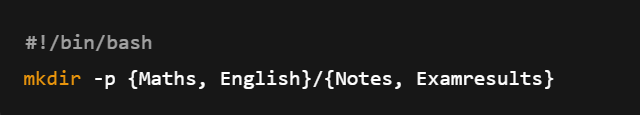 #!/bin/bash
mkdir -p {Maths, English}/{Notes, Examresults}